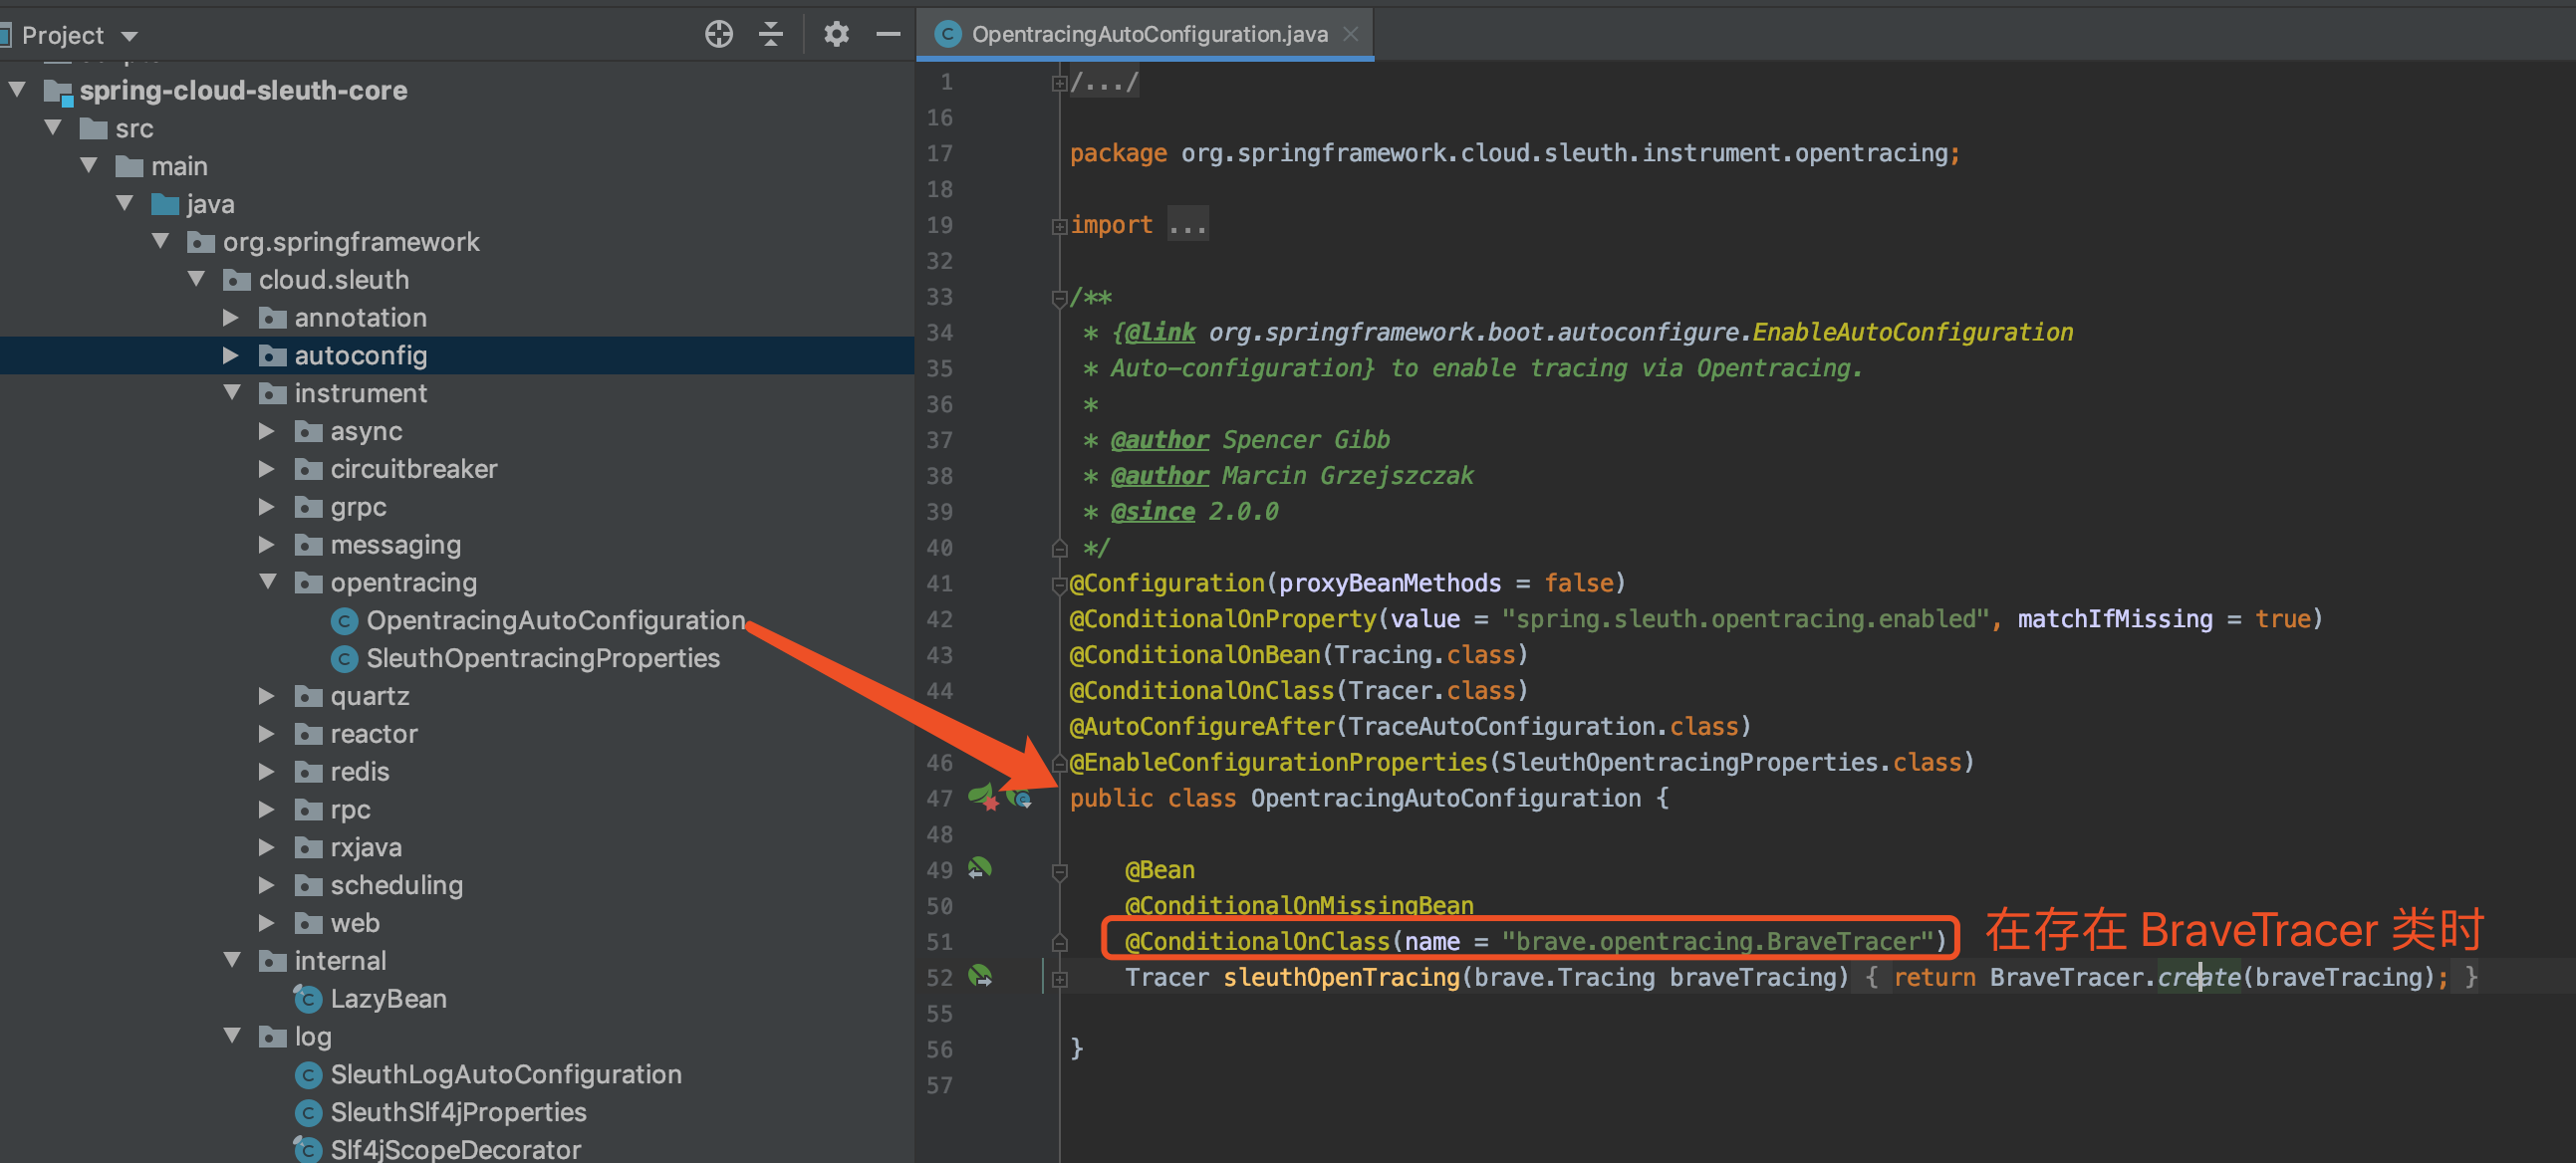 Project
OpentracingAutoConfiguration.java
spring-cloud-sleuth-core
src
main
java
org.springframework
cloud.sleuth
annotation
autoconfig
instrument
async
circuitbreaker
grpc
messaging
opentracing
OpentracingAutoConfiguration
SleuthOpentracingProperties
quartz
reactor
redis
rpc
rxjava
scheduling
web
internal
LazyBean
log
SleuthLogAutoConfiguration
SleuthSlf4jProperties
Slf4jScopeDecorator
1 /.../
16
17 package org.springframework.cloud.sleuth.instrument.opentracing;
18
19 import ...
32
33 /**
34 * {@link org.springframework.boot.autoconfigure.EnableAutoConfiguration
35 * Auto-configuration} to enable tracing via Opentracing.
36 *
37 * @author Spencer Gibb
38 * @author Marcin Grzejszczak
39 * @since 2.0.0
40 */
41 @Configuration(proxyBeanMethods = false)
42 @ConditionalOnProperty(value = "spring.sleuth.opentracing.enabled", matchIfMissing = true)
43 @ConditionalOnBean(Tracing.class)
44 @ConditionalOnClass(Tracer.class)
@AutoConfigureAfter(TraceAutoConfiguration.class)
46 @EnableConfigurationProperties(SleuthOpentracingProperties.class)
47 public class OpentracingAutoConfiguration {
48
49 @Bean
50 @ConditionalOnMissingBean
51 @ConditionalOnClass(name = "brave.opentracing.BraveTracer") 在存在 BraveTracer 类时
52 Tracer sleuthOpenTracing(brave.Tracing braveTracing) { return BraveTracer.create(braveTracing); }
55
56 }
57